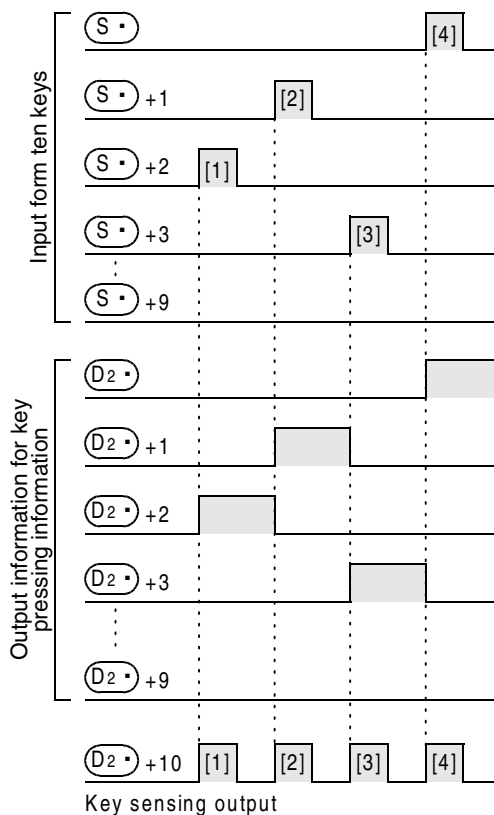 Input form ten keys
S・ [4]
S・ +1 [2]
S・ +2 [1]
S・ +3 [3]
S・ +9
Output information for key
pressing information
D2・
D2・ +1
D2・ +2
D2・ +3
D2・ +9
D2・ +10 [1] [2] [3] [4]
Key sensing output